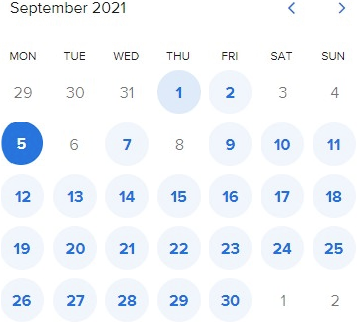 September 2021
MON TUE WED THU FRI SAT SUN
29 30 31 1 2 3 4
5 6 7 8 9 10 11
12 13 14 15 16 17 18
19 20 21 22 23 24 25
26 27 28 29 30 1 2